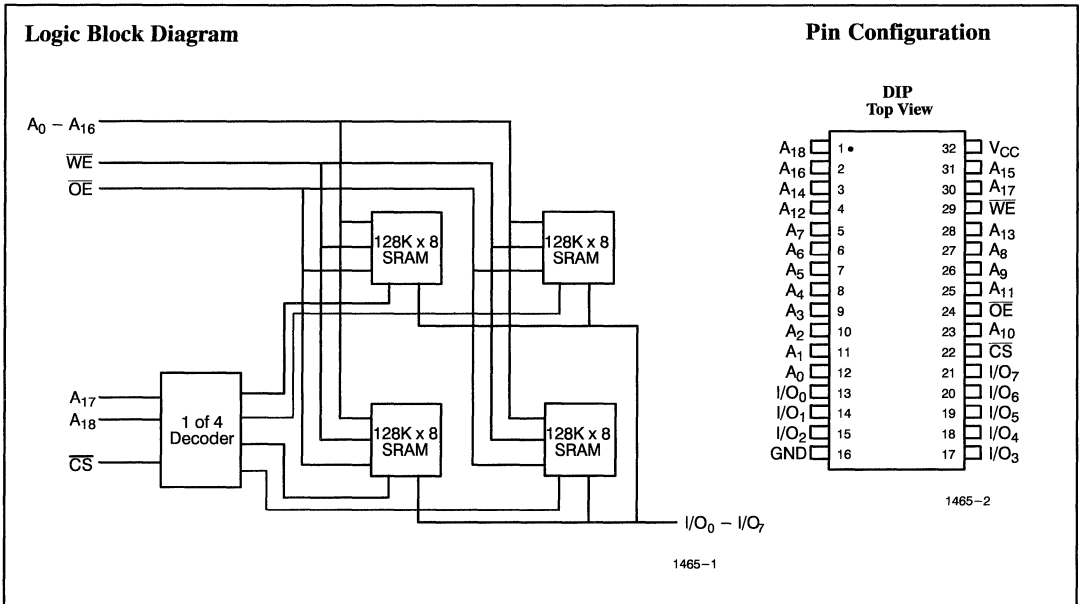 Logic Block Diagram
A0 – A16
WE
OE
128K x 8
SRAM
128K x 8
SRAM
A17
A18
CS
1 of 4
Decoder
128K x 8
SRAM
128K x 8
SRAM
I/O0 – I/O7
1465–1
Pin Configuration
DIP
Top View
A18 1 32 VCC
A16 2 31 A15
A14 3 30 A17
A12 4 29 WE
A7 5 28 A13
A6 6 27 A8
A5 7 26 A9
A4 8 25 A11
A3 9 24 OE
A2 10 23 A10
A1 11 22 CS
A0 12 21 I/O7
I/O0 13 20 I/O6
I/O1 14 19 I/O5
I/O2 15 18 I/O4
GND 16 17 I/O3
1465–2